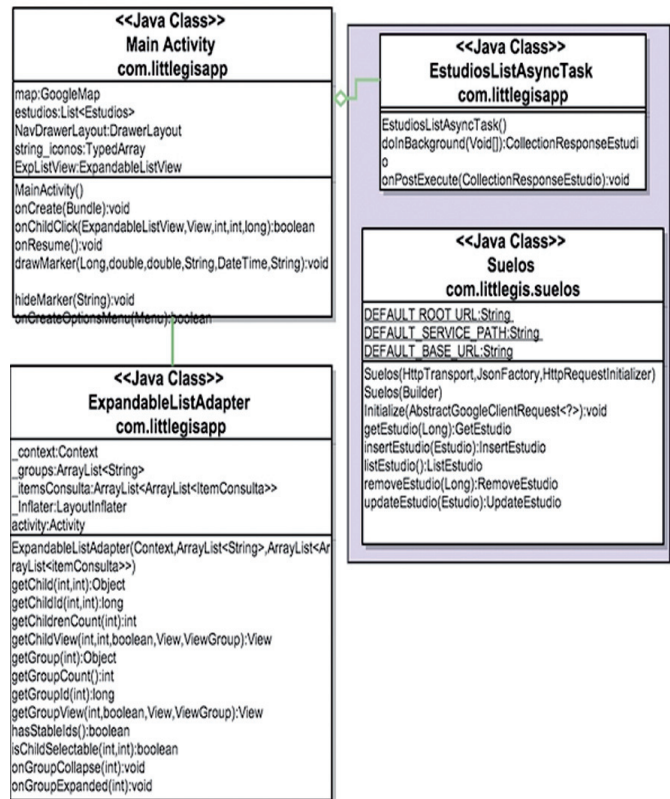 <<Java Class>>
Main Activity
com.littlegisapp
map:GoogleMap
estudios:List<Estudios>
NavDrawerLayout:DrawerLayout
string_iconos:TypedArray
ExpListView:ExpandableListView
MainActivity()
onCreate(Bundle):void
onChildClick(ExpandableListView,View,int,int,long):boolean
onResume():void
drawMarker(Long,double,double,String,DateTime,String):void
hideMarker(String):void
onCreateOptionsMenu(Menu):boolean
<<Java Class>>
EstudiosListAsyncTask
com.littlegisapp
EstudiosListAsyncTask()
doInBackground(Void[]):CollectionResponseEstudi
o
onPostExecute(CollectionResponseEstudio):void
<<Java Class>>
Suelos
com.littlegis.suelos
DEFAULT ROOT URL:String
DEFAULT_SERVICE_PATH:String
DEFAULT_BASE_URL:String
Suelos(HttpTransport,JsonFactory,HttpRequestInitializer)
Suelos(Builder)
Initialize(AbstractGoogleClientRequest<?>):void
getEstudio(Long):GetEstudio
insertEstudio(Estudio):InsertEstudio
listEstudio():ListEstudio
removeEstudio(Long):RemoveEstudio
updateEstudio(Estudio):UpdateEstudio
<<Java Class>>
ExpandableListAdapter
com.littlegisapp
_context:Context
_groups:ArrayList<String>
_itemsConsulta:ArrayList<ArrayList<ItemConsulta>>
_Inflater:LayoutInflater
activity:Activity
ExpandableListAdapter(Context,ArrayList<String>,ArrayList<Ar
rayList<itemConsulta>>)
getChild(int,int):Object
getChildId(int,int):long
getChildrenCount(int):int
getChildView(int,int,boolean,View,ViewGroup):View
getGroup(int):Object
getGroupCount():int
getGroupId(int):long
getGroupView(int,boolean,View,ViewGroup):View
hasStableIds():boolean
isChildSelectable(int,int):boolean
onGroupCollapse(int):void
onGroupExpanded(int):void